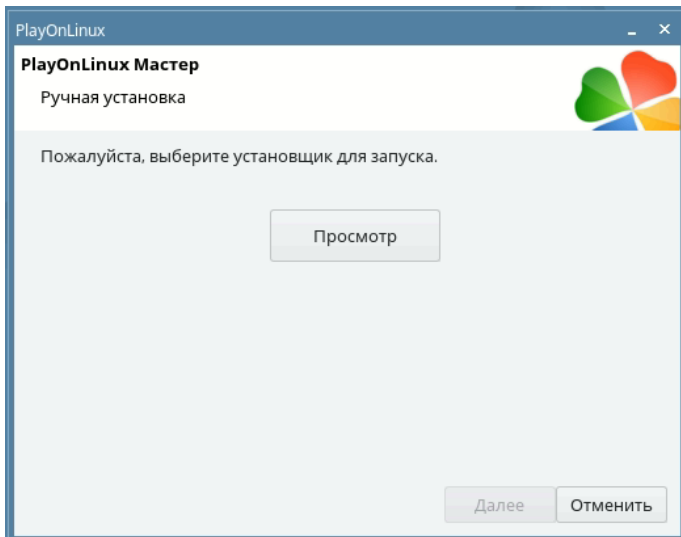 PlayOnLinux
PlayOnLinux Мастер
Ручная установка
Пожалуйста, выберите установщик для запуска.
Просмотр
Далее
Отменить